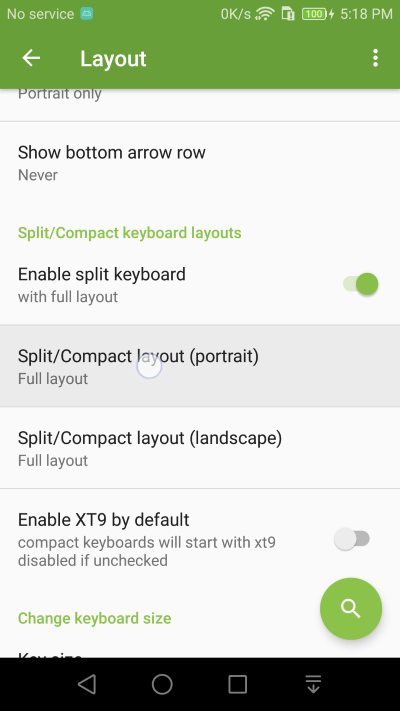 No service 0K/s 100 5:18 PM
Layout
Portrait only
Show bottom arrow row
Never
Split/Compact keyboard layouts
Enable split keyboard
with full layout
Split/Compact layout (portrait)
Full layout
Split/Compact layout (landscape)
Full layout
Enable XT9 by default
compact keyboards will start with xt9
disabled if unchecked
Change keyboard size
Key size